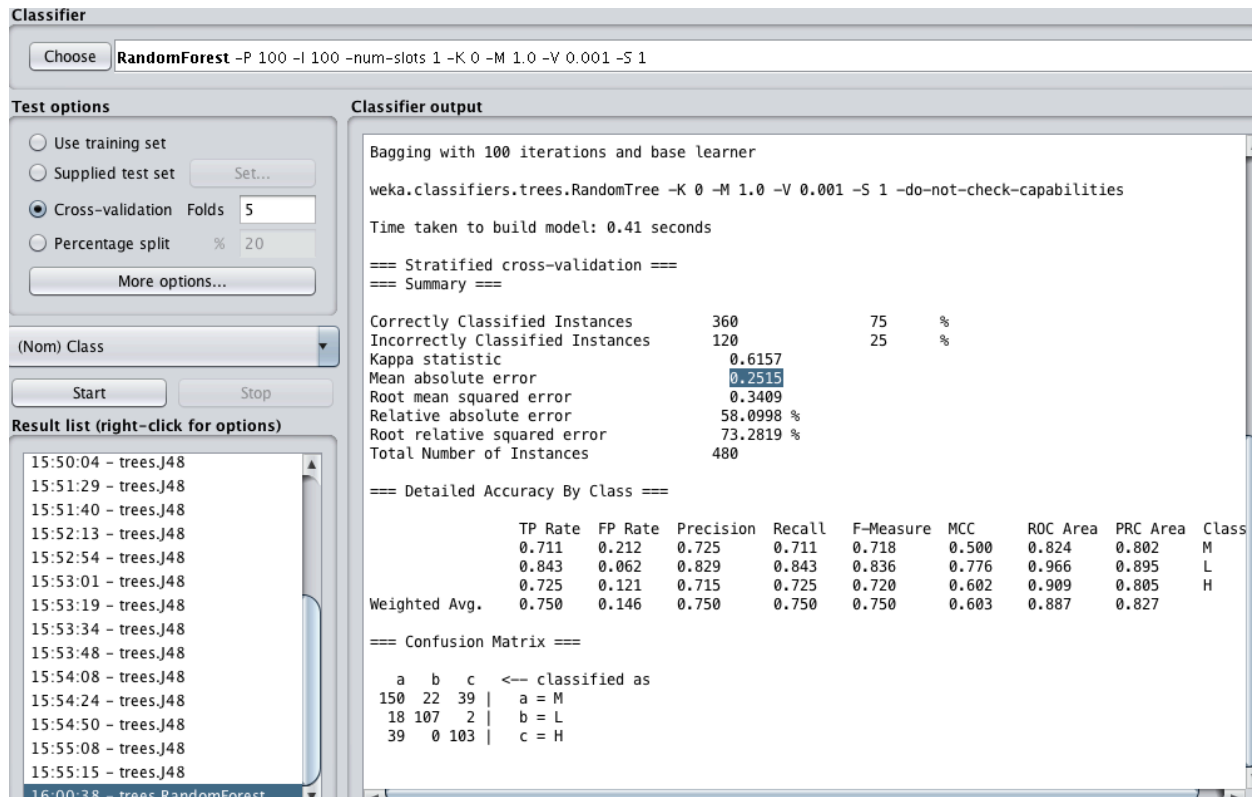 Classifier
Choose RandomForest -P 100 -I 100 -num-slots 1 -K 0 -M 1.0 -V 0.001 -S 1
Test options
Use training set
Supplied test set Set...
Cross-validation Folds 5
Percentage split % 20
More options...
(Nom) Class
Start Stop
Result list (right-click for options)
15:50:04 - trees.J48
15:51:29 - trees.J48
15:51:40 - trees.J48
15:52:13 - trees.J48
15:52:54 - trees.J48
15:53:01 - trees.J48
15:53:19 - trees.J48
15:53:34 - trees.J48
15:53:48 - trees.J48
15:54:08 - trees.J48
15:54:24 - trees.J48
15:54:50 - trees.J48
15:55:08 - trees.J48
15:55:15 - trees.J48
16:00:38 - trees.RandomForest
Classifier output
Bagging with 100 iterations and base learner
weka.classifiers.trees.RandomTree -K 0 -M 1.0 -V 0.001 -S 1 -do-not-check-capabilities
Time taken to build model: 0.41 seconds
=== Stratified cross-validation ===
=== Summary ===
Correctly Classified Instances 360 75 %
Incorrectly Classified Instances 120 25 %
Kappa statistic 0.6157
Mean absolute error 0.2515
Root mean squared error 0.3409
Relative absolute error 58.0998 %
Root relative squared error 73.2819 %
Total Number of Instances 480
=== Detailed Accuracy By Class ===
TP Rate FP Rate Precision Recall F-Measure MCC ROC Area PRC Area Class
0.711 0.212 0.725 0.711 0.718 0.500 0.824 0.802 M
0.843 0.062 0.829 0.843 0.836 0.776 0.966 0.895 L
0.725 0.121 0.715 0.725 0.720 0.602 0.909 0.805 H
Weighted Avg. 0.750 0.146 0.750 0.750 0.750 0.603 0.887 0.827
=== Confusion Matrix ===
a b c <-- classified as
150 22 39 | a = M
18 107 2 | b = L
39 0 103 | c = H